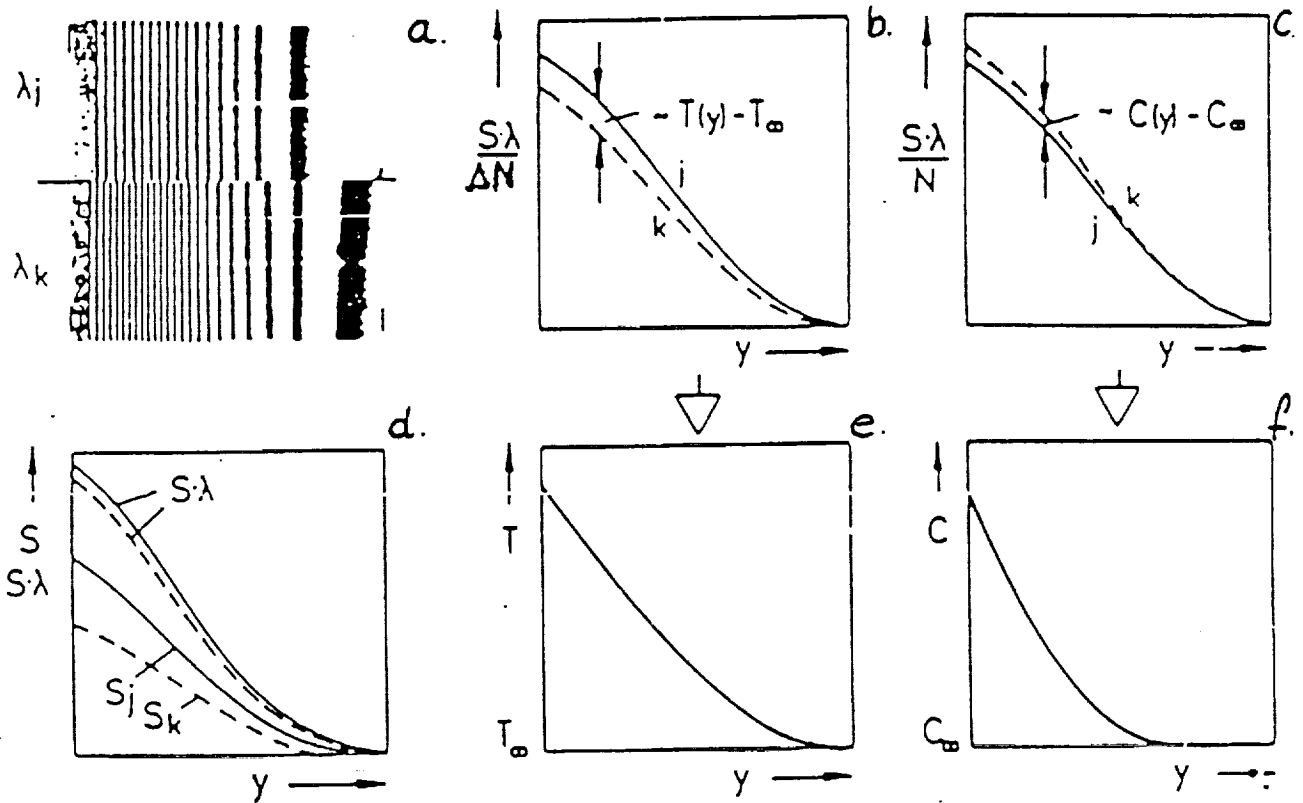 a.
λj
λk
b.
S·λ
ΔN
~ T(y) - T∞
j
k
y
c.
S·λ
N
~ C(y) - C∞
k
j
y
d.
S
S·λ
S·λ
Sj
Sk
y
e.
T
T∞
y
f.
C
C∞
y